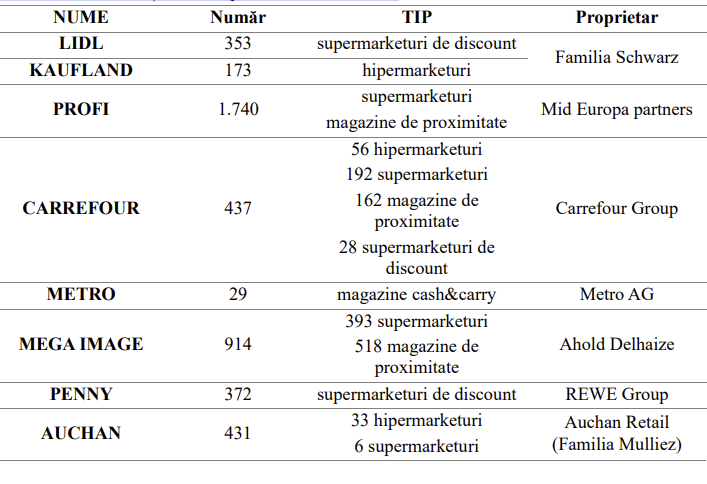 NUME Număr TIP Proprietar
LIDL 353 supermarketuri de discount Familia Schwarz
KAUFLAND 173 hipermarketuri
PROFI 1.740 supermarketuri
magazine de proximitate Mid Europa partners
CARREFOUR 437 56 hipermarketuri
192 supermarketuri
162 magazine de
proximitate Carrefour Group
28 supermarketuri de
discount
METRO 29 magazine cash&carry Metro AG
MEGA IMAGE 914 393 supermarketuri
518 magazine de
proximitate Ahold Delhaize
PENNY 372 supermarketuri de discount REWE Group
AUCHAN 431 33 hipermarketuri Auchan Retail
6 supermarketuri (Familia Mulliez)